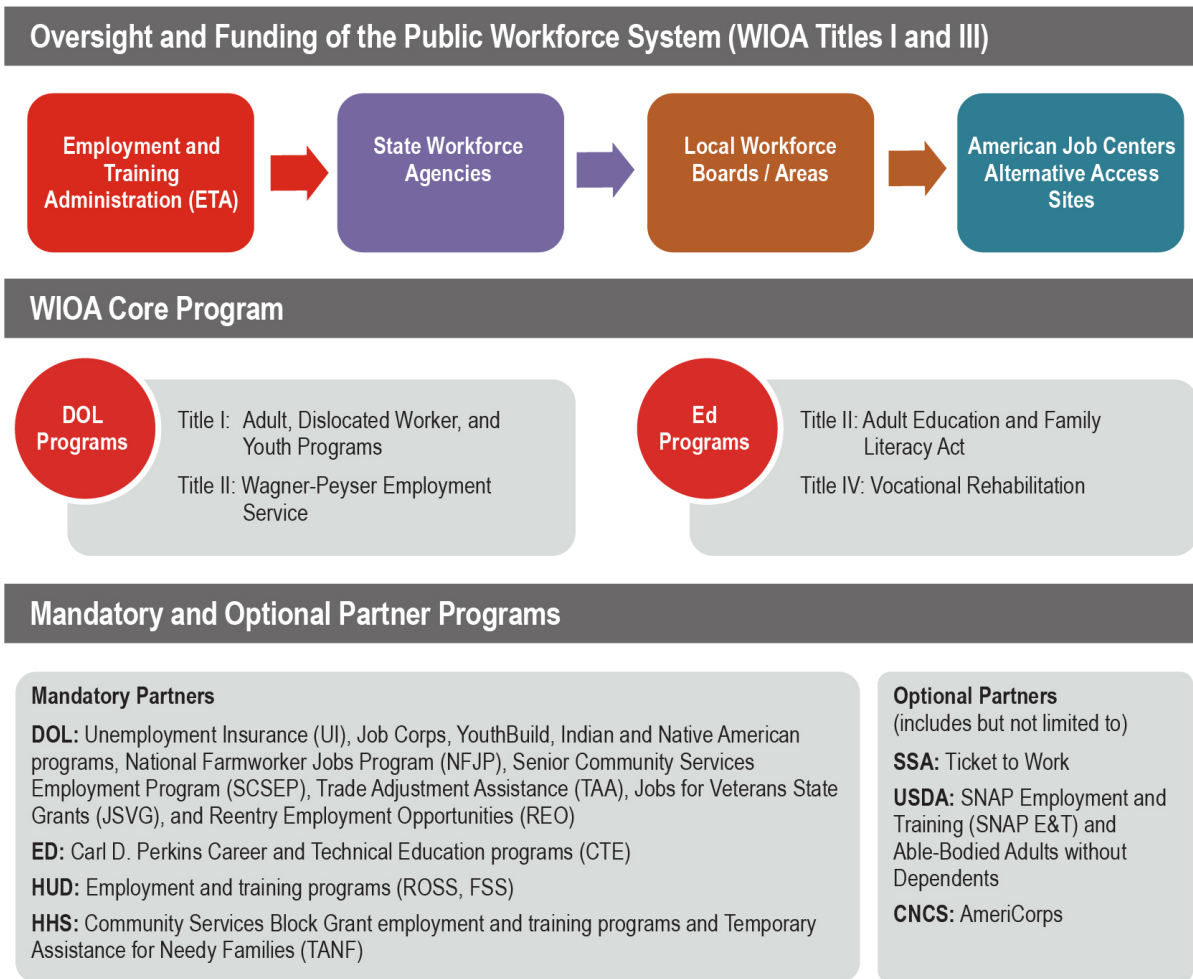 Oversight and Funding of the Public Workforce System (WIOA Titles I and III)
Employment and
Training
Administration (ETA)
State Workforce
Agencies
Local Workforce
Boards / Areas
American Job Centers
Alternative Access
Sites
WIOA Core Program
DOL
Programs
Title I: Adult, Dislocated Worker, and
Youth Programs
Title II: Wagner-Peyser Employment
Service
Ed
Programs
Title II: Adult Education and Family
Literacy Act
Title IV: Vocational Rehabilitation
Mandatory and Optional Partner Programs
Mandatory Partners
DOL: Unemployment Insurance (UI), Job Corps, YouthBuild, Indian and Native American
programs, National Farmworker Jobs Program (NFJP), Senior Community Services
Employment Program (SCSEP), Trade Adjustment Assistance (TAA), Jobs for Veterans State
Grants (JSVG), and Reentry Employment Opportunities (REO)
ED: Carl D. Perkins Career and Technical Education programs (CTE)
HUD: Employment and training programs (ROSS, FSS)
HHS: Community Services Block Grant employment and training programs and Temporary
Assistance for Needy Families (TANF)
Optional Partners
(includes but not limited to)
SSA: Ticket to Work
USDA: SNAP Employment and
Training (SNAP E&T) and
Able-Bodied Adults without
Dependents
CNCS: AmeriCorps